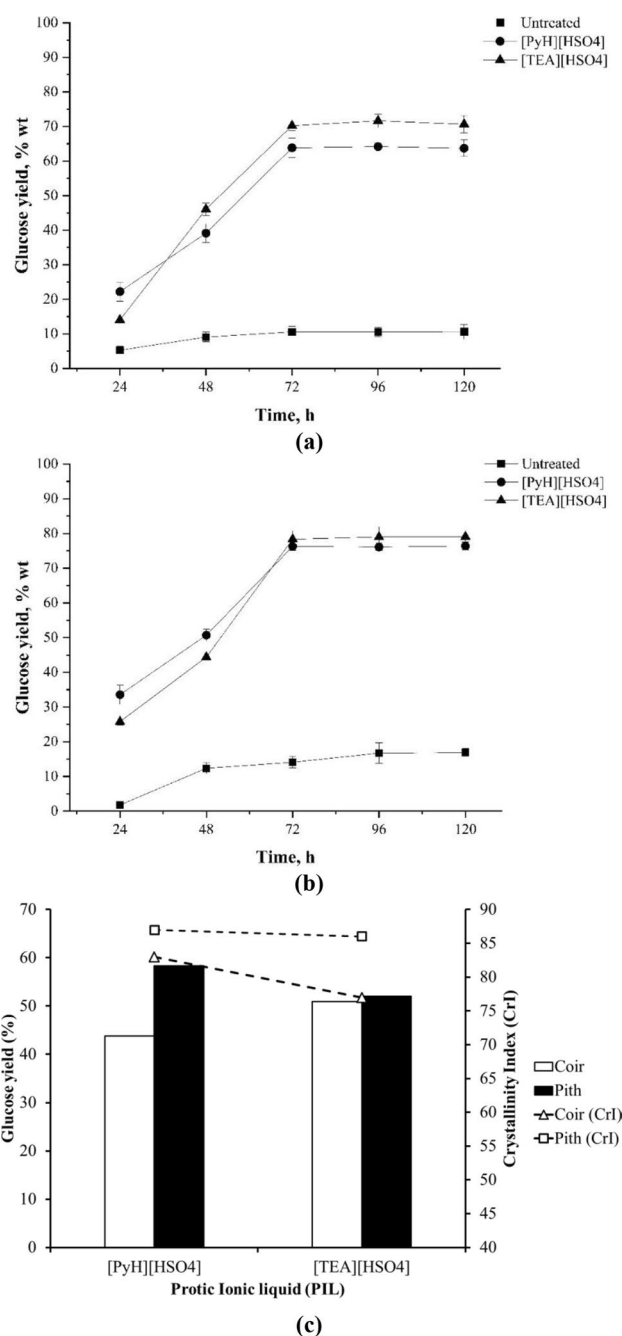 Untreated
[PyH][HSO4]
[TEA][HSO4]
Glucose yield, % wt
100
90
80
70
60
50
40
30
20
10
0
24 48 72 96 120
Time, h
(a)
Untreated
[PyH][HSO4]
[TEA][HSO4]
Glucose yield, % wt
100
90
80
70
60
50
40
30
20
10
0
24 48 72 96 120
Time, h
(b)
Glucose yield (%)
70
60
50
40
30
20
10
0
90
85
80
75
70
65
60
55
50
45
40
Crystallinity Index (CrI)
Coir
Pith
Coir (CrI)
Pith (CrI)
[PyH][HSO4] [TEA][HSO4]
Protic Ionic liquid (PIL)
(c)